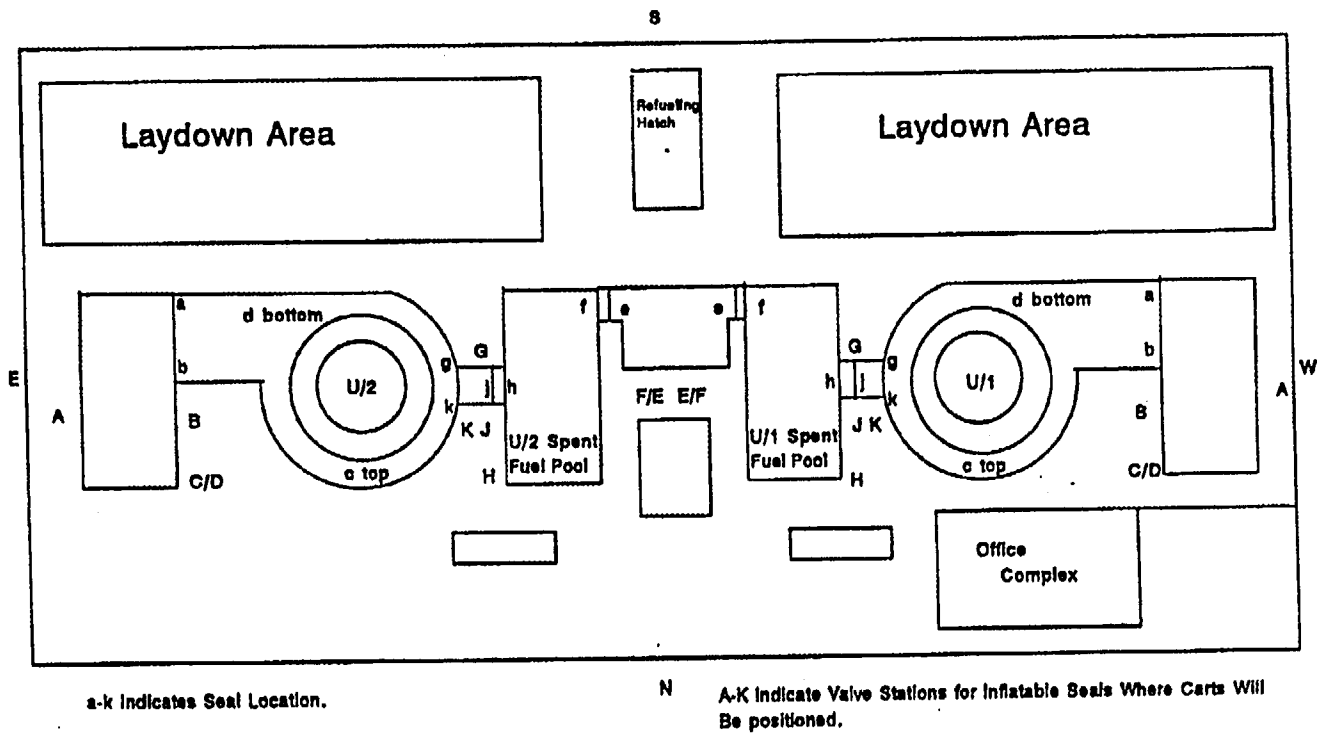 S
Refueling
Hatch
Laydown Area
Laydown Area
a
d bottom
f
e
e
f
d bottom
a
b
g
G
G
g
b
E
U/2
j
h
h
j
U/1
W
A
k
F/E
E/F
k
A
B
K
J
J
K
B
U/2 Spent
Fuel Pool
U/1 Spent
Fuel Pool
c top
c top
C/D
H
H
C/D
Office
Complex
N
a-k Indicates Seal Location.
A-K Indicate Valve Stations for Inflatable Seals Where Carts Will
Be positioned.